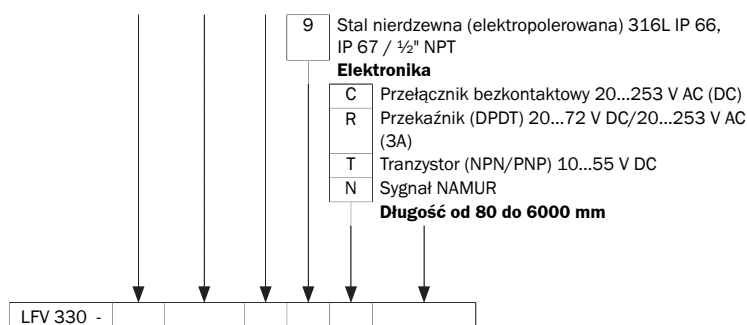 9 Stal nierdzewna (elektropolerowana) 316L IP 66,
IP 67 / ½" NPT
Elektronika
C Przełącznik bezkontaktowy 20...253 V AC (DC)
R Przekaźnik (DPDT) 20...72 V DC/20...253 V AC
(3A)
T Tranzystor (NPN/PNP) 10...55 V DC
N Sygnał NAMUR
Długość od 80 do 6000 mm
LFV 330 -